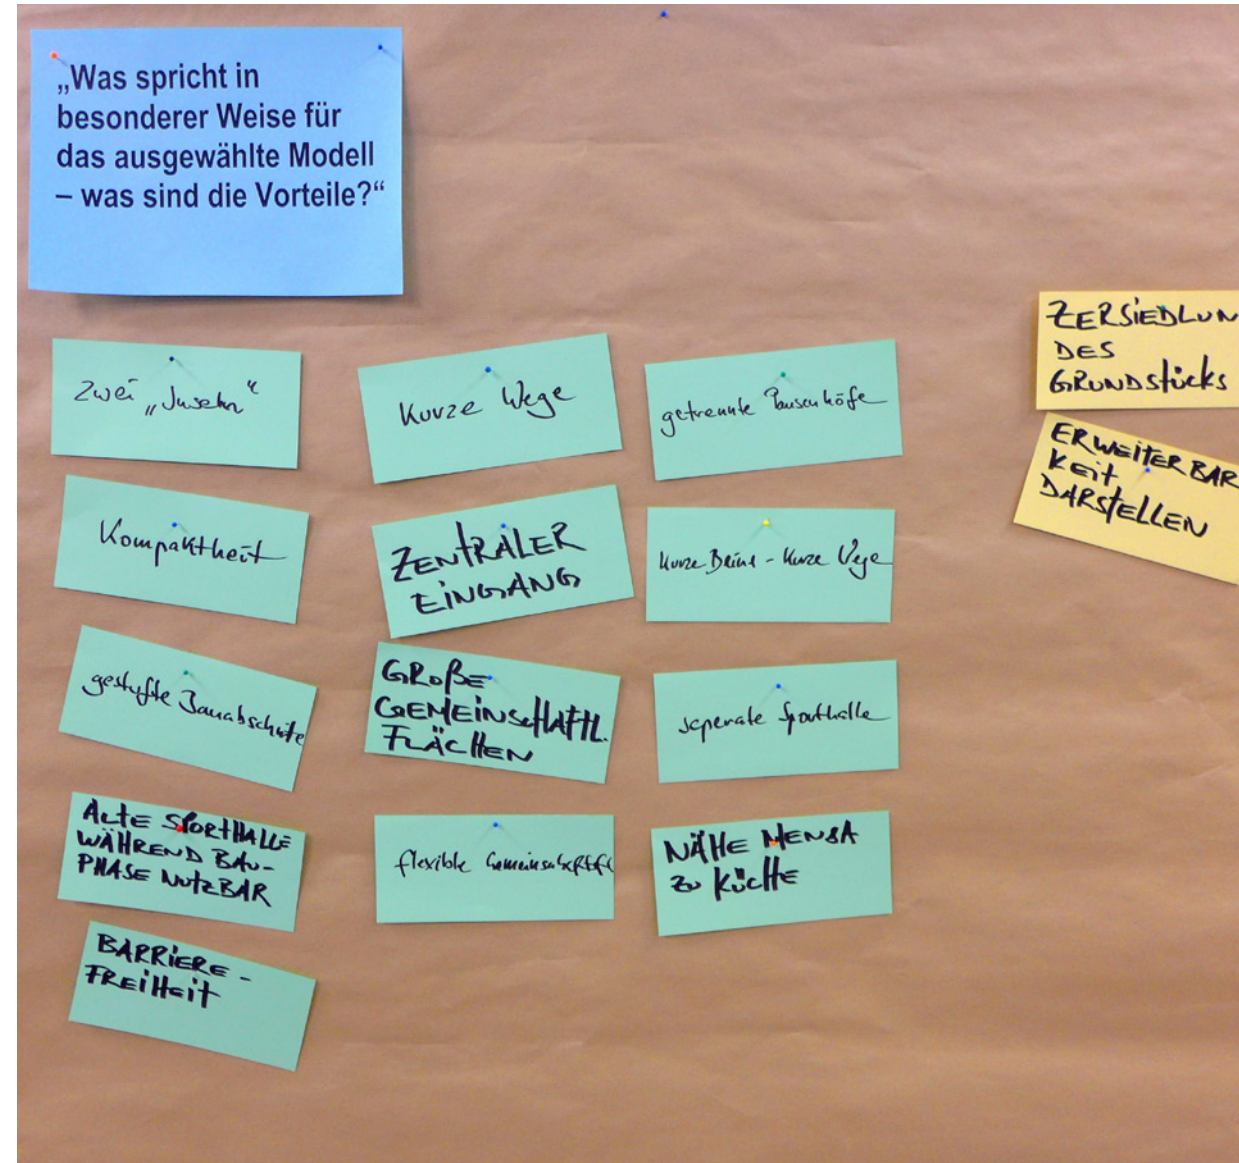 „Was spricht in
besonderer Weise für
das ausgewählte Modell
– was sind die Vorteile?“
Zwei „Inseln“
Kompaktheit
gestufte Bauabschnitte
ALTE SPORTHALLE
WÄHREND BAU-
PHASE NUTZBAR
BARRIERE-
FREIHEIT
Kurze Wege
ZENTRALER
EINGANG
GROßE
GEMEINSCHAFTL.
FLÄCHEN
flexible
getrennte Pausenhöfe
Kurze Beine - Kurze Wege
seperate Sporthalle
NÄHE MENSA
ZU KÜCHE
ZERSIEDLUN
DES
GRUNDStücks
ERWEITERBAR
KEIT
DARSTELLEN